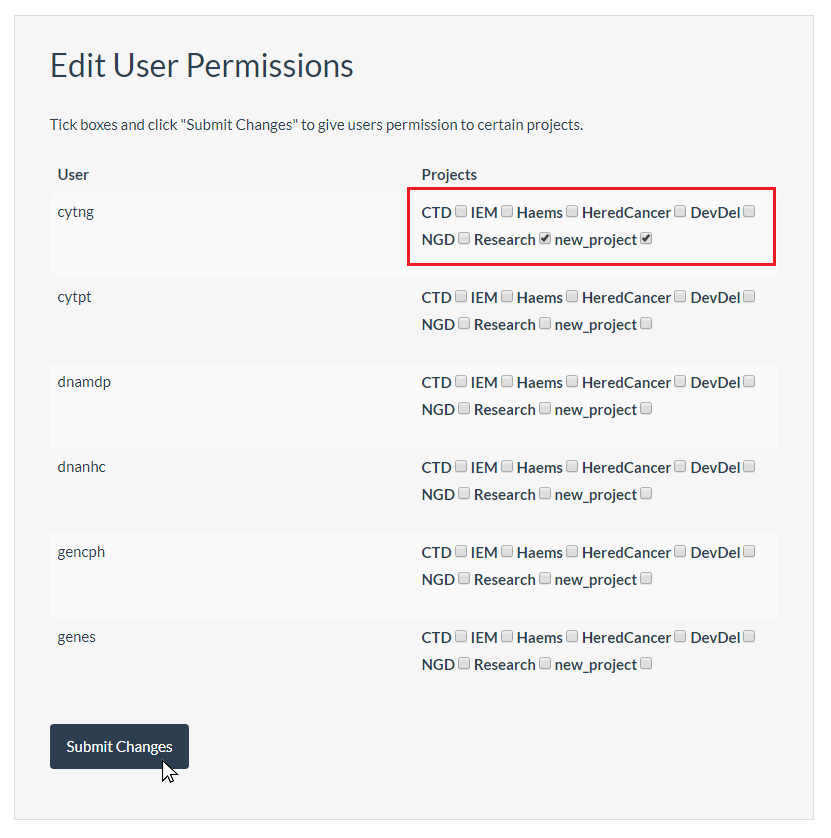 Edit User Permissions
Tick boxes and click "Submit Changes" to give users permission to certain projects.
User Projects
cytng CTD IEM Haems HeredCancer DevDel
NGD Research new_project
cytpt CTD IEM Haems HeredCancer DevDel
NGD Research new_project
dnamdp CTD IEM Haems HeredCancer DevDel
NGD Research new_project
dnanhc CTD IEM Haems HeredCancer DevDel
NGD Research new_project
gencph CTD IEM Haems HeredCancer DevDel
NGD Research new_project
genes CTD IEM Haems HeredCancer DevDel
NGD Research new_project
Submit Changes